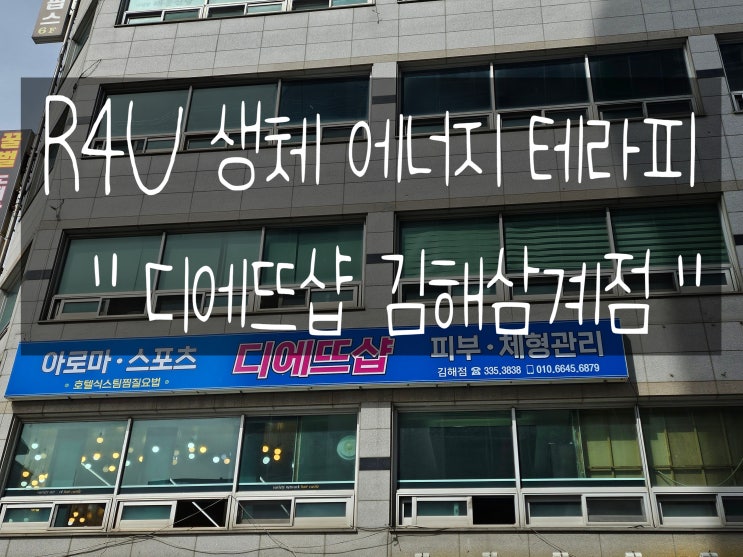 R4U 생체 에너지 테라피
" 디에뜨샵 김해삼계점 "
아로마·스포츠
·호텔식스팀찜질요법·
디에뜨샵
피부·체형관리
김해점 ☎ 335.3838 010.6645.6879
6F